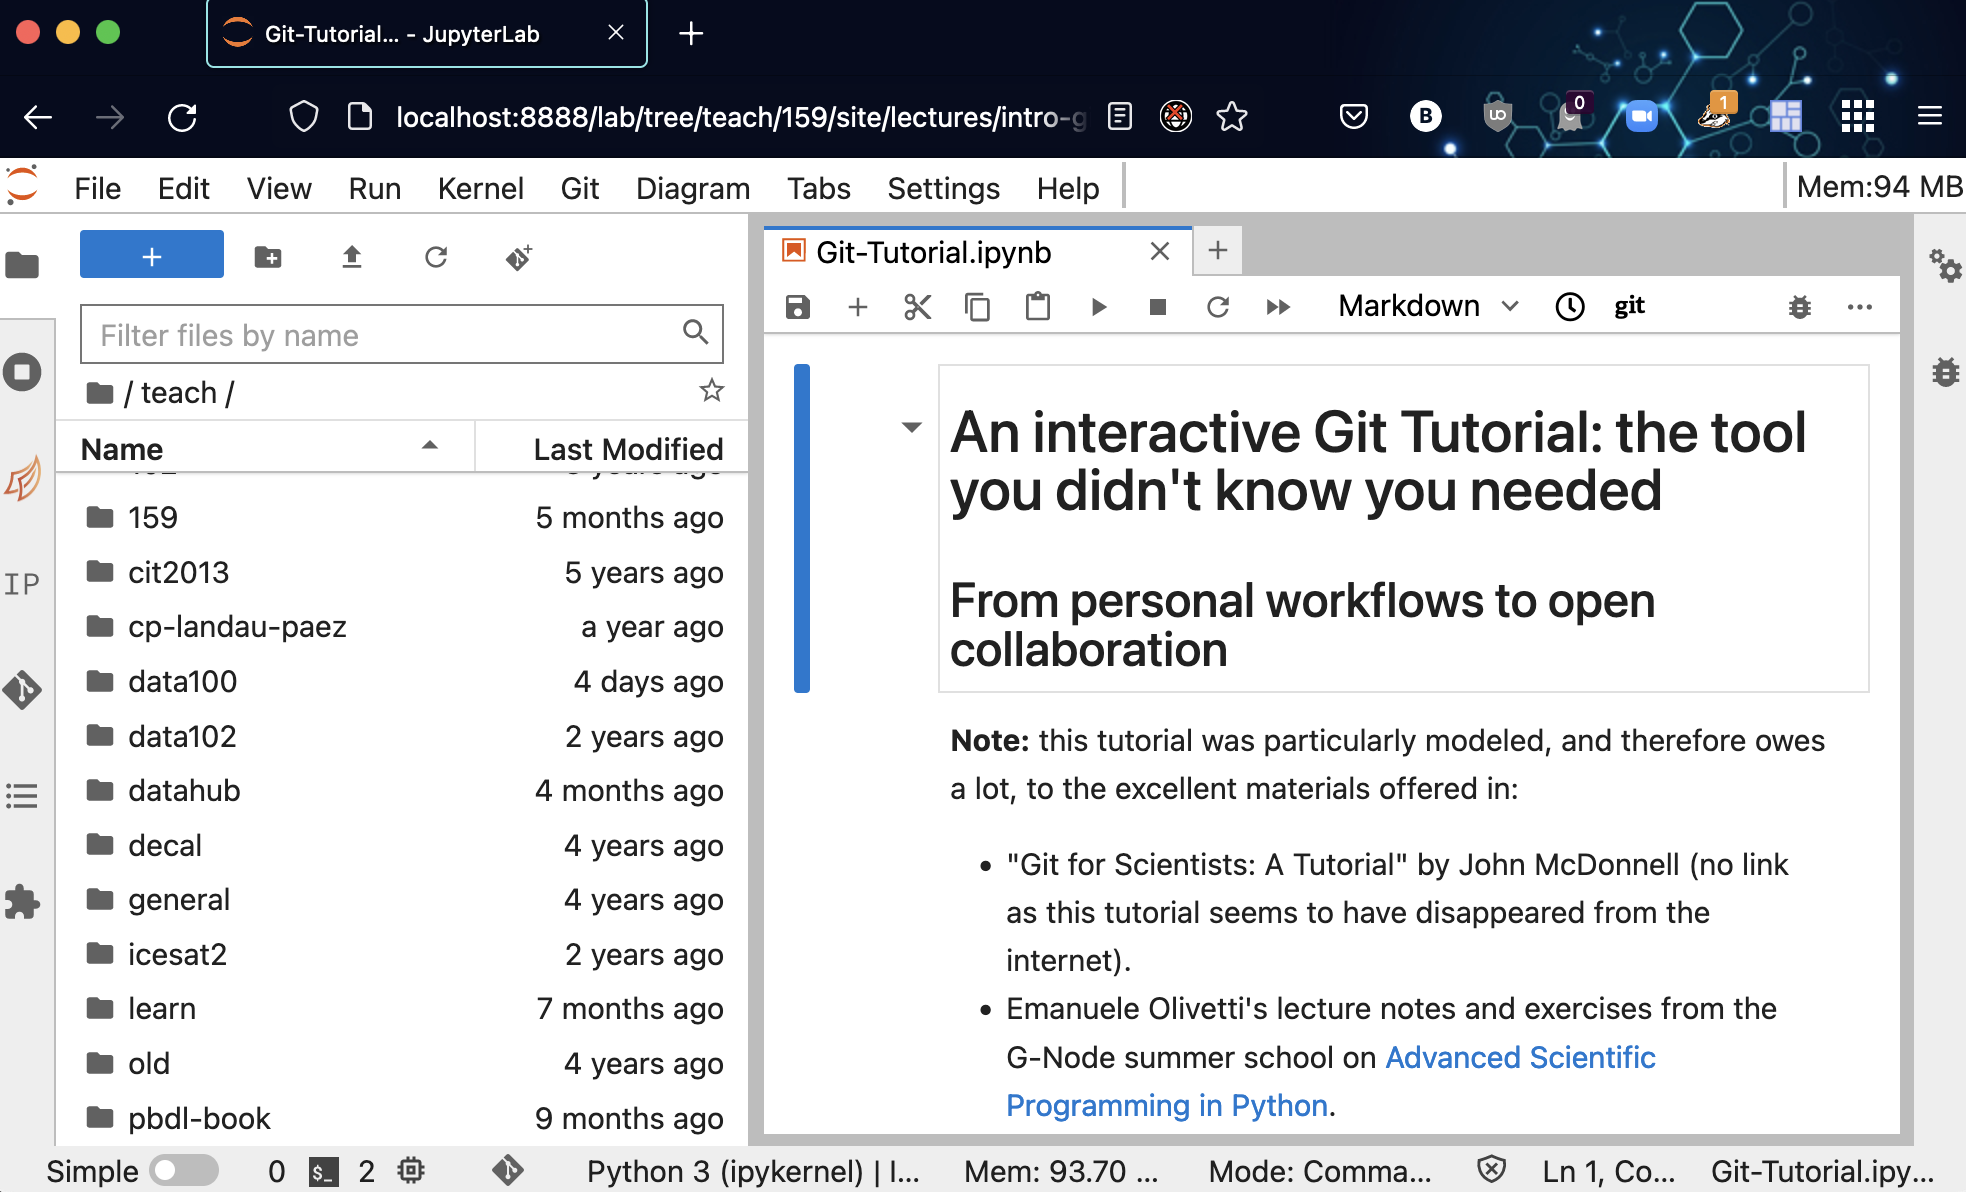 Git-Tutorial... - JupyterLab
localhost:8888/lab/tree/teach/159/site/lectures/intro-g
B
UO
0
1
File Edit View Run Kernel Git Diagram Tabs Settings Help
Mem:94 MB
Filter files by name
/ teach /
Name Last Modified
159 5 months ago
cit2013 5 years ago
cp-landau-paez a year ago
data100 4 days ago
data102 2 years ago
datahub 4 months ago
decal 4 years ago
general 4 years ago
icesat2 2 years ago
learn 7 months ago
old 4 years ago
pbdl-book 9 months ago
IP
Git-Tutorial.ipynb
Markdown
git
An interactive Git Tutorial: the tool
you didn't know you needed
From personal workflows to open
collaboration
Note: this tutorial was particularly modeled, and therefore owes
a lot, to the excellent materials offered in:
• "Git for Scientists: A Tutorial" by John McDonnell (no link
as this tutorial seems to have disappeared from the
internet).
• Emanuele Olivetti's lecture notes and exercises from the
G-Node summer school on Advanced Scientific
Programming in Python.
Simple 0 $_ 2 Python 3 (ipykernel) | I... Mem: 93.70 ... Mode: Comma... Ln 1, Co... Git-Tutorial.ipy...